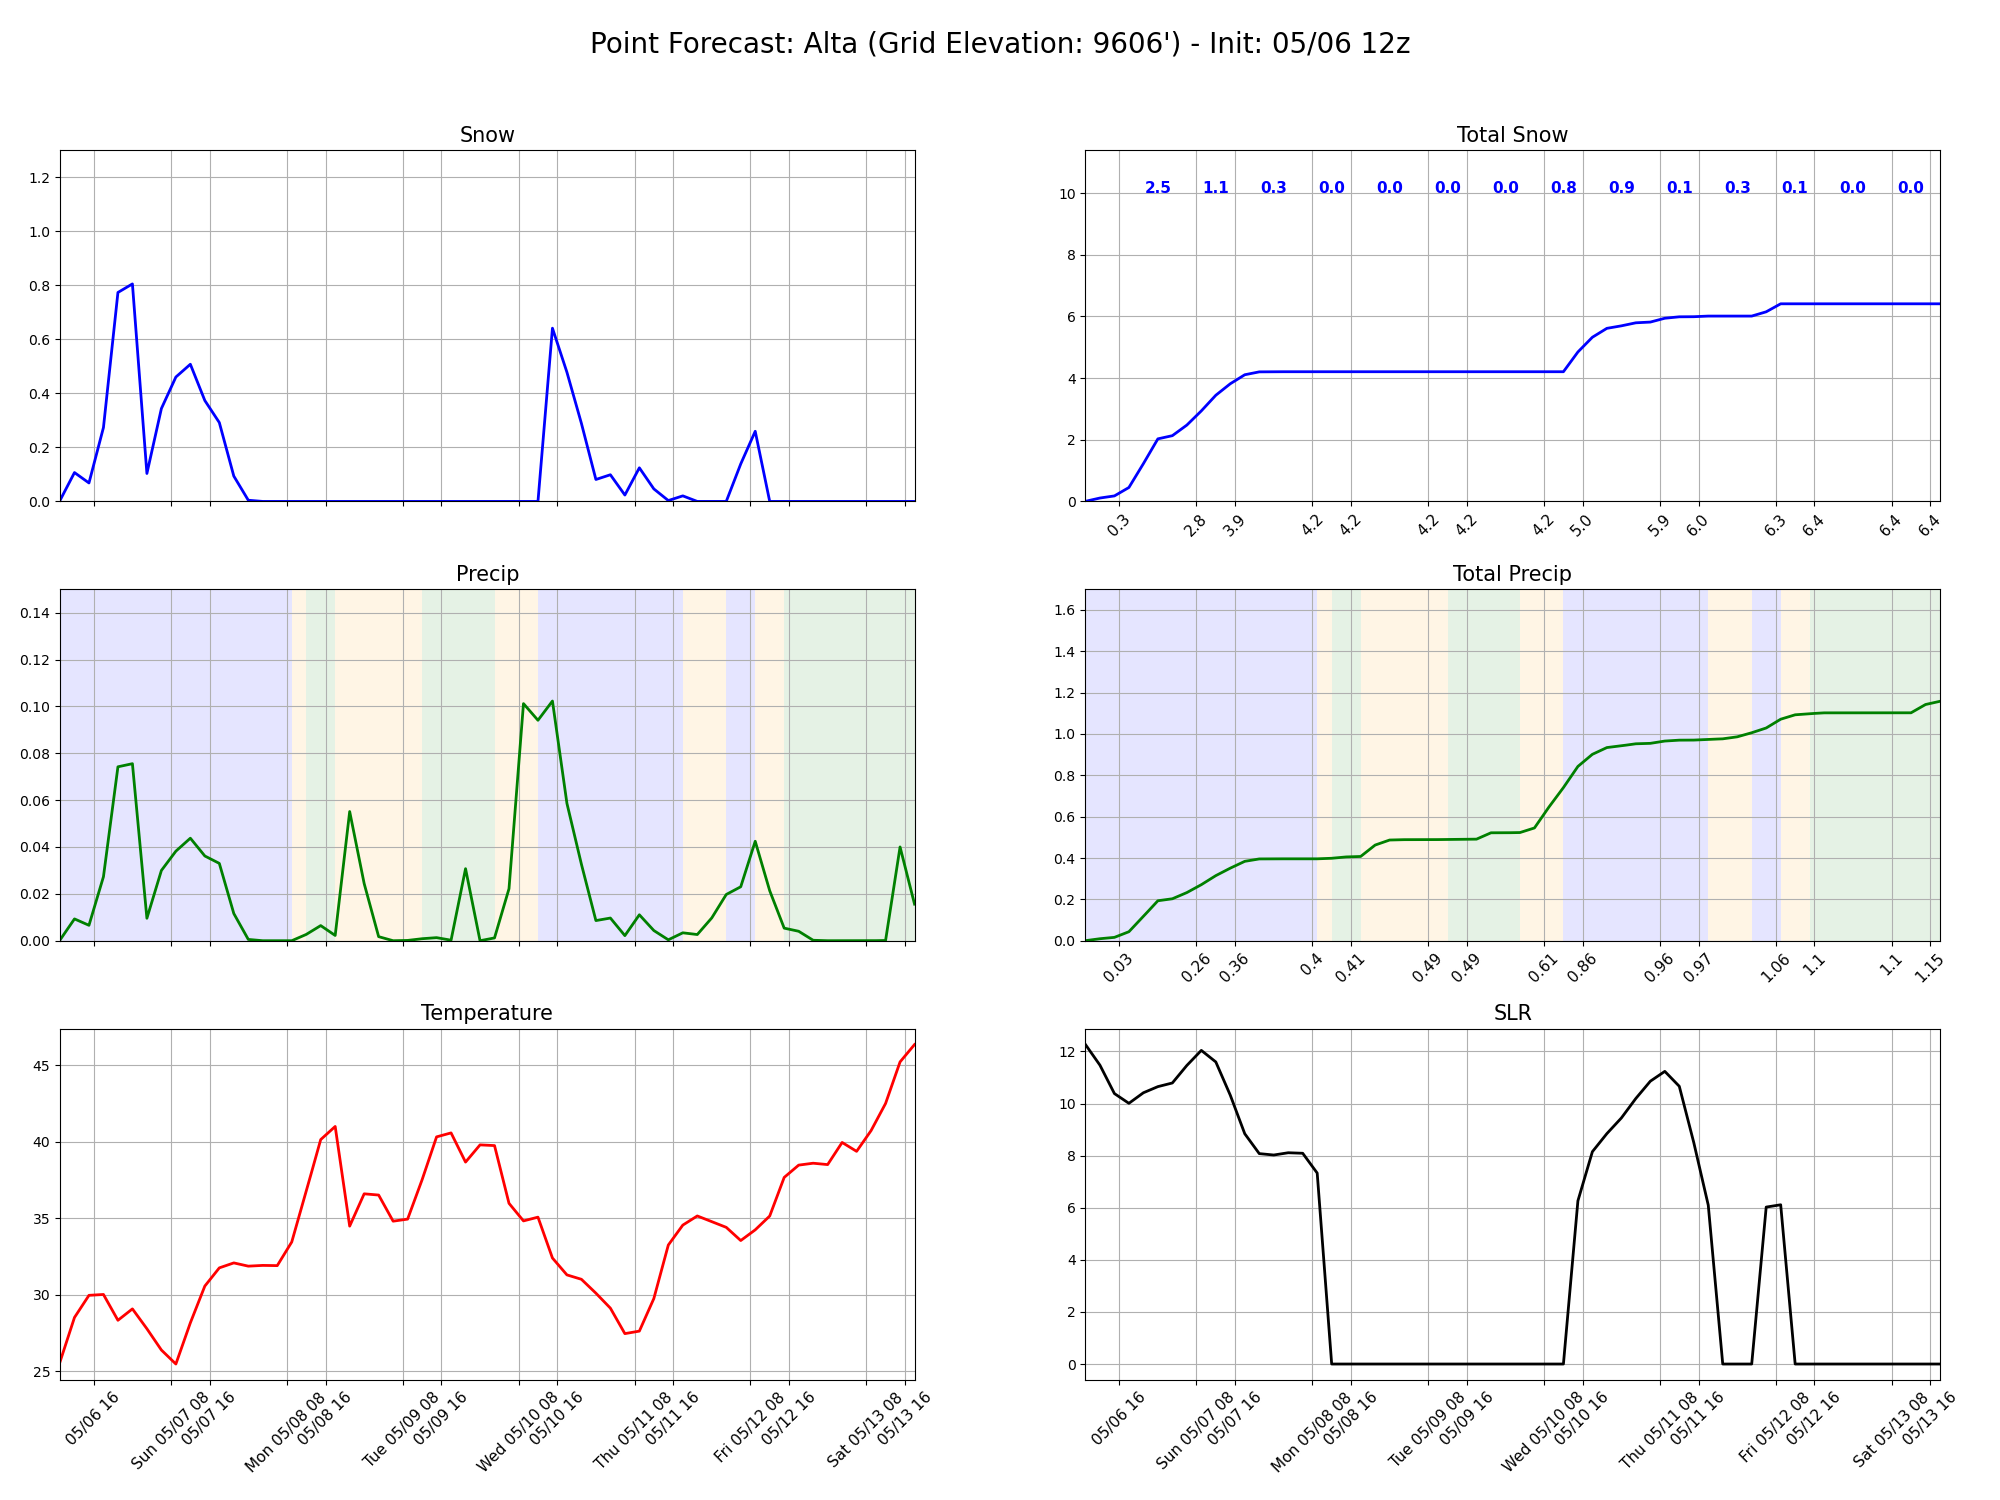 Point Forecast: Alta (Grid Elevation: 9606') - Init: 05/06 12z
Snow
1.2
1.0
0.8
0.6
0.4
0.2
0.0
Total Snow
2.5 1.1 0.3 0.0 0.0 0.0 0.0 0.8 0.9 0.1 0.3 0.1 0.0 0.0
10
8
6
4
2
0
0.3 2.8 3.9 4.2 4.2 4.2 4.2 4.2 5.0 5.9 6.0 6.3 6.4 6.4 6.4
Precip
0.14
0.12
0.10
0.08
0.06
0.04
0.02
0.00
Total Precip
1.6
1.4
1.2
1.0
0.8
0.6
0.4
0.2
0.0
0.03 0.26 0.36 0.4 0.41 0.49 0.49 0.61 0.86 0.96 0.97 1.06 1.1 1.1 1.15
Temperature
45
40
35
30
25
05/06 16
Sun 05/07 08
05/07 16
Mon 05/08 08
05/08 16
Tue 05/09 08
05/09 16
Wed 05/10 08
05/10 16
Thu 05/11 08
05/11 16
Fri 05/12 08
05/12 16
Sat 05/13 08
05/13 16
SLR
12
10
8
6
4
2
0
05/06 16
Sun 05/07 08
05/07 16
Mon 05/08 08
05/08 16
Tue 05/09 08
05/09 16
Wed 05/10 08
05/10 16
Thu 05/11 08
05/11 16
Fri 05/12 08
05/12 16
Sat 05/13 08
05/13 16